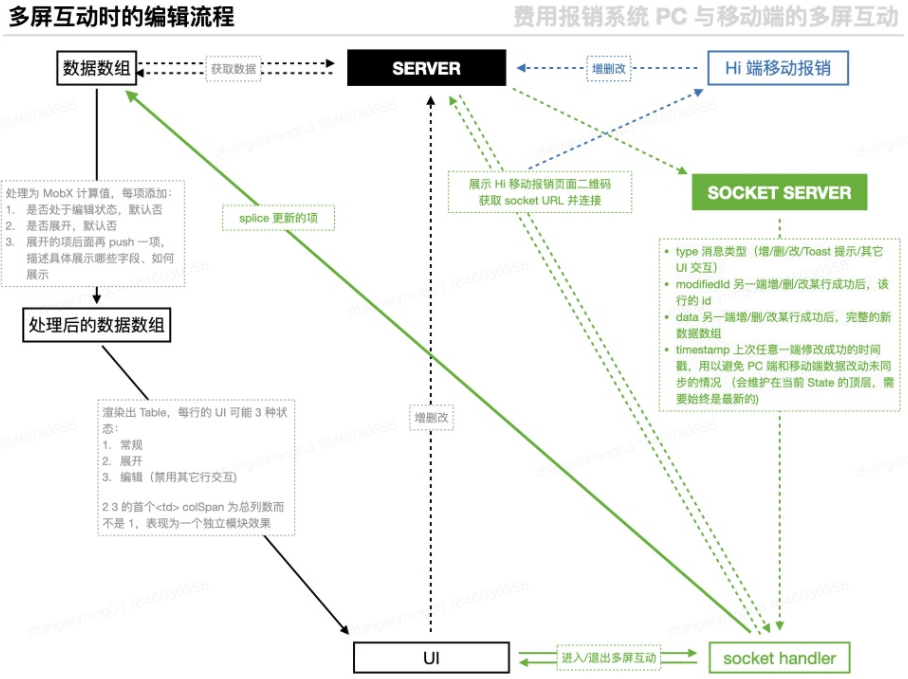 多屏互动时的编辑流程
费用报销系统 PC 与移动端的多屏互动
数据数组
获取数据
SERVER
增删改
Hi 端移动报销
处理为 MobX 计算值，每项添加：
1. 是否处于编辑状态，默认否
2. 是否展开，默认否
3. 展开的项后面再 push 一项，
描述具体展示哪些字段、如何
展示
splice 更新的项
展示 Hi 移动报销页面二维码
获取 socket URL 并连接
SOCKET SERVER
• type 消息类型（增/删/改/Toast 提示/其它
UI 交互）
• modifiedId 另一端增/删/改某行成功后，该
行的 id
• data 另一端增/删/改某行成功后，完整的新
数据数组
• timestamp 上次任意一端修改成功的时间
戳，用以避免 PC 端和移动端数据改动未同
步的情况 （会维护在当前 State 的顶层，需
要始终是最新的）
处理后的数据数组
渲染出 Table，每行的 UI 可能 3 种状
态：
1. 常规
2. 展开
3. 编辑（禁用其它行交互）
2 3 的首个<td> colSpan 为总列数而
不是 1，表现为一个独立模块效果
增删改
UI
进入/退出多屏互动
socket handler
zhangenming03 1646030558